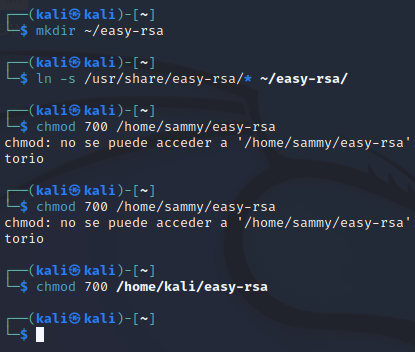 ┌──(kali㉿kali)-[~]
└─$ mkdir ~/easy-rsa
┌──(kali㉿kali)-[~]
└─$ ln -s /usr/share/easy-rsa/* ~/easy-rsa/
┌──(kali㉿kali)-[~]
└─$ chmod 700 /home/sammy/easy-rsa
chmod: no se puede acceder a '/home/sammy/easy-rsa'
torio
┌──(kali㉿kali)-[~]
└─$ chmod 700 /home/sammy/easy-rsa
chmod: no se puede acceder a '/home/sammy/easy-rsa'
torio
┌──(kali㉿kali)-[~]
└─$ chmod 700 /home/kali/easy-rsa
┌──(kali㉿kali)-[~]
└─$